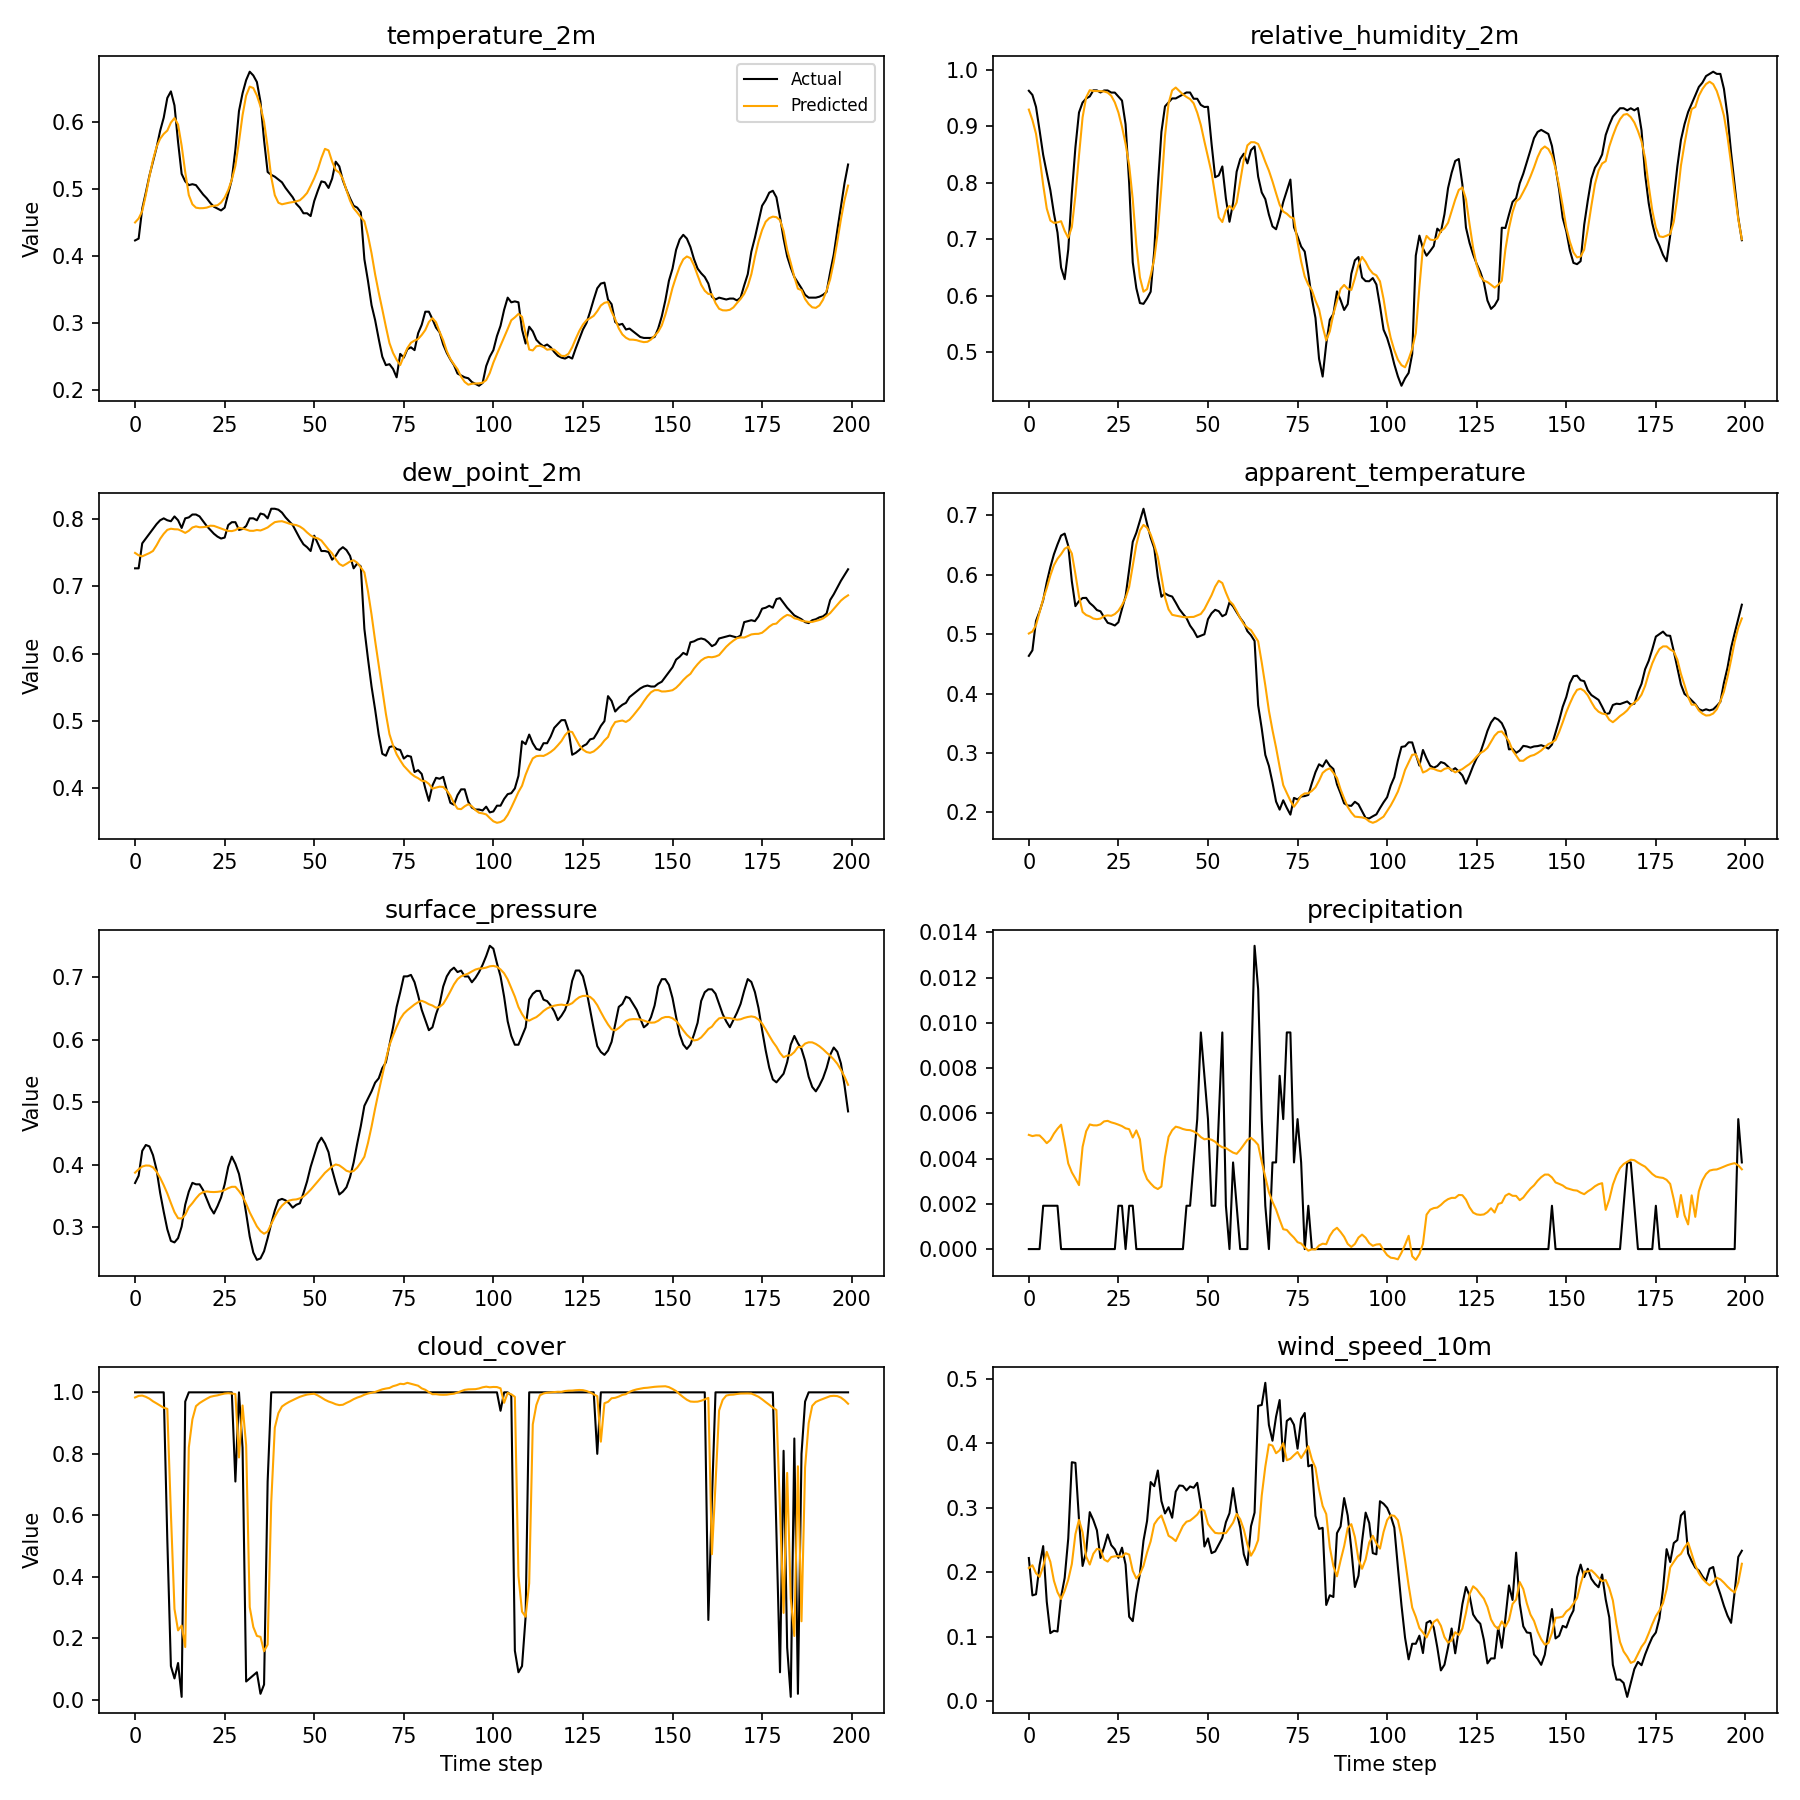 temperature_2m
relative_humidity_2m
Actual
Predicted
Value
0.6
0.5
0.4
0.3
0.2
0 25 50 75 100 125 150 175 200
1.0
0.9
0.8
0.7
0.6
0.5
0 25 50 75 100 125 150 175 200
dew_point_2m
apparent_temperature
Value
0.8
0.7
0.6
0.5
0.4
0 25 50 75 100 125 150 175 200
0.7
0.6
0.5
0.4
0.3
0.2
0 25 50 75 100 125 150 175 200
surface_pressure
precipitation
Value
0.7
0.6
0.5
0.4
0.3
0 25 50 75 100 125 150 175 200
0.014
0.012
0.010
0.008
0.006
0.004
0.002
0.000
0 25 50 75 100 125 150 175 200
cloud_cover
wind_speed_10m
Value
1.0
0.8
0.6
0.4
0.2
0.0
0 25 50 75 100 125 150 175 200
Time step
0.5
0.4
0.3
0.2
0.1
0.0
0 25 50 75 100 125 150 175 200
Time step